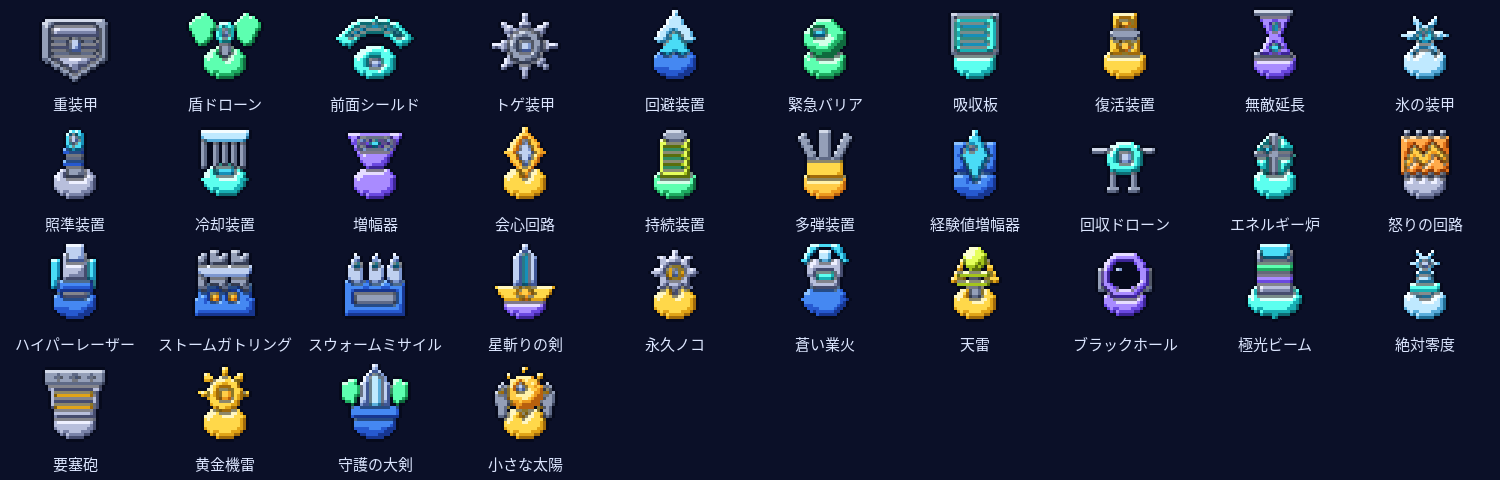 重装甲 盾ドローン 前面シールド トゲ装甲 回避装置 緊急バリア 吸収板 復活装置 無敵延長 氷の装甲
照準装置 冷却装置 増幅器 会心回路 持続装置 多弾装置 経験値増幅器 回収ドローン エネルギー炉 怒りの回路
ハイパーレーザー ストームガトリング スウォームミサイル 星斬りの剣 永久ノコ 蒼い業火 天雷 ブラックホール 極光ビーム 絶対零度
要塞砲 黄金機雷 守護の大剣 小さな太陽